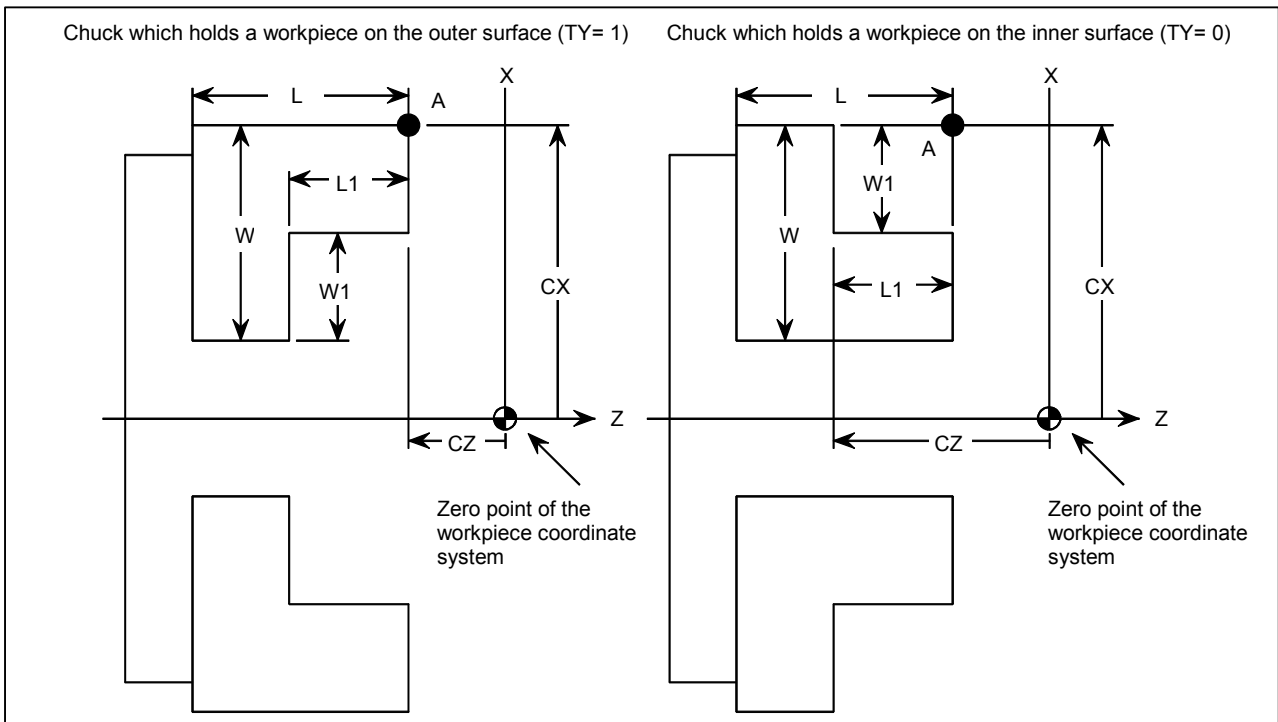 Chuck which holds a workpiece on the outer surface (TY= 1)
X
L
A
L1
W
W1
CX
Z
CZ
Zero point of the
workpiece coordinate
system
Chuck which holds a workpiece on the inner surface (TY= 0)
X
L
A
W1
W
L1
CX
Z
CZ
Zero point of the
workpiece coordinate
system